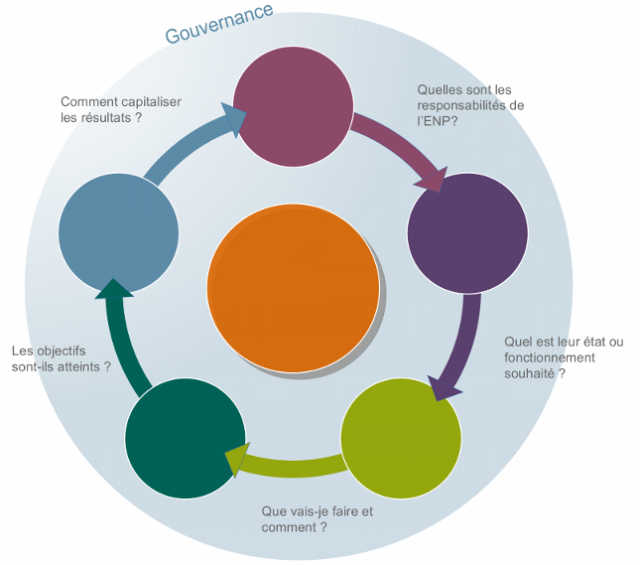 Gouvernance
Quelles sont les
responsabilités de
l'ENP?
Quel est leur état ou
fonctionnement
souhaité ?
Que vais-je faire et
comment ?
Les objectifs
sont-ils atteints ?
Comment capitaliser
les résultats ?